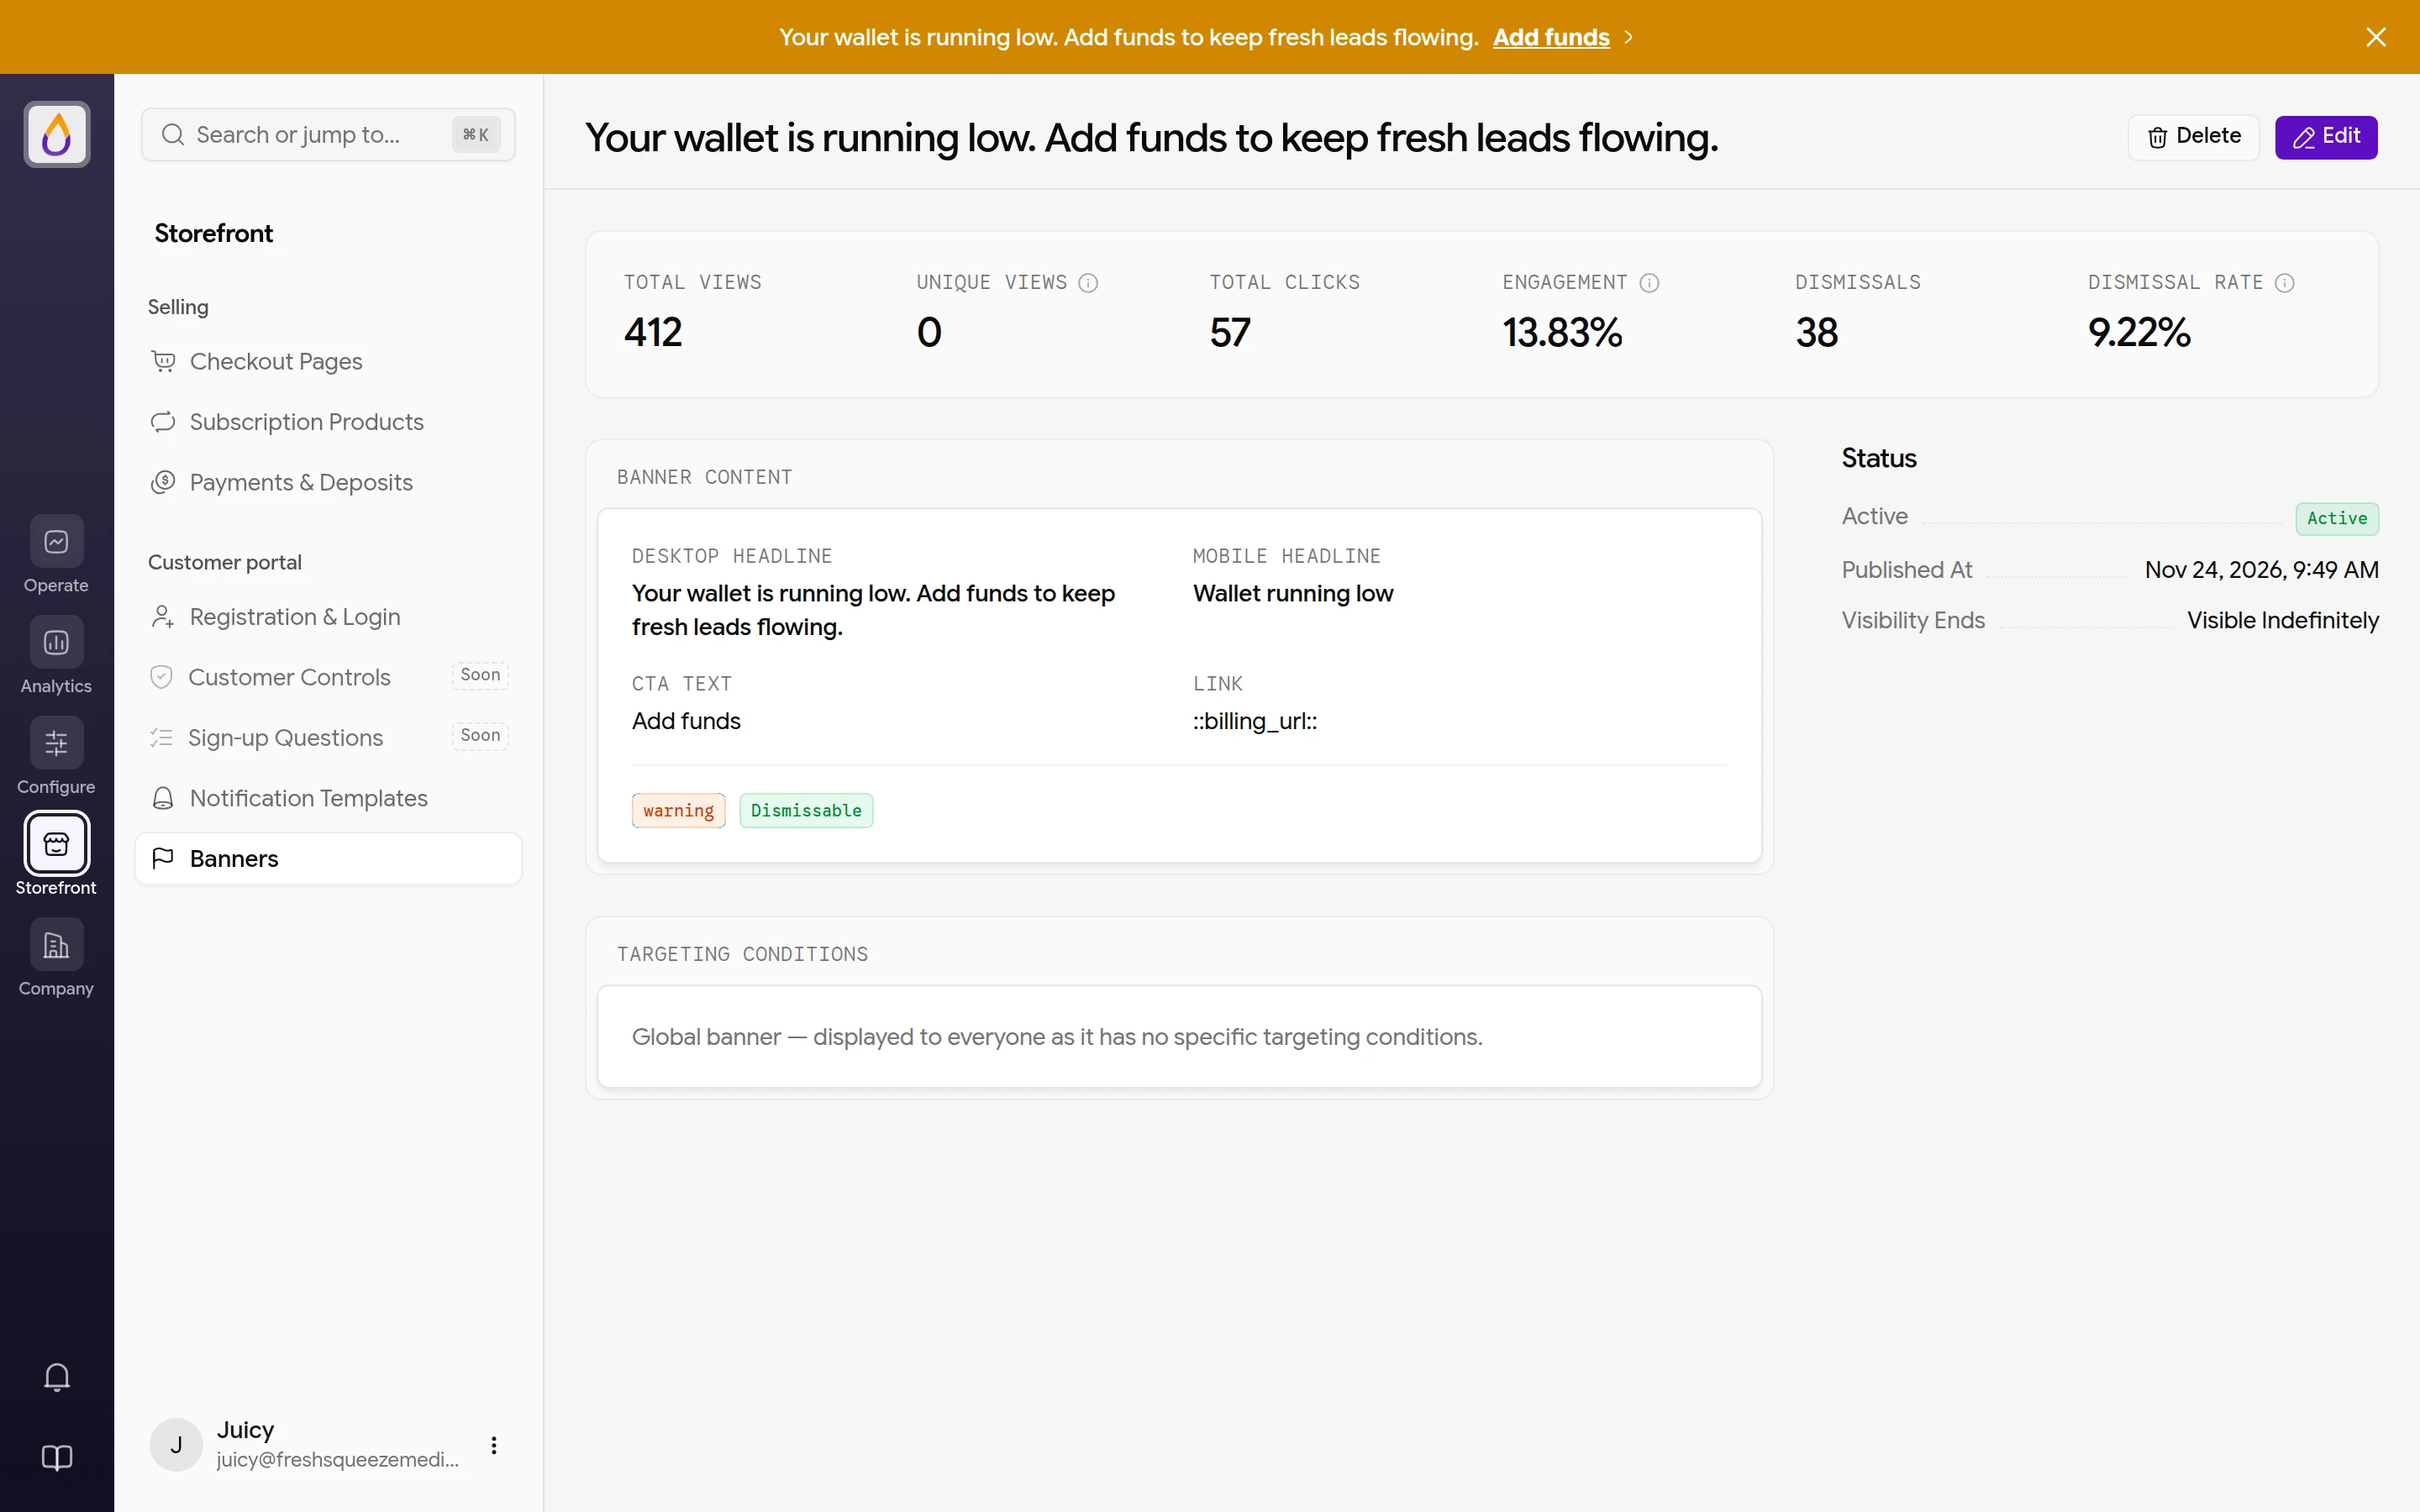 Your wallet is running low. Add funds to keep fresh leads flowing. Add funds
Search or jump to... ⌘K
Your wallet is running low. Add funds to keep fresh leads flowing.
Delete
Edit
Storefront
Selling
Checkout Pages
Subscription Products
Payments & Deposits
Customer portal
Registration & Login
Customer Controls Soon
Sign-up Questions Soon
Notification Templates
Banners
Operate
Analytics
Configure
Storefront
Company
J
Juicy
juicy@freshsqueezemedi...
TOTAL VIEWS
412
UNIQUE VIEWS
0
TOTAL CLICKS
57
ENGAGEMENT
13.83%
DISMISSALS
38
DISMISSAL RATE
9.22%
BANNER CONTENT
DESKTOP HEADLINE
Your wallet is running low. Add funds to keep
fresh leads flowing.
MOBILE HEADLINE
Wallet running low
CTA TEXT
Add funds
LINK
::billing_url::
warning
Dismissable
TARGETING CONDITIONS
Global banner — displayed to everyone as it has no specific targeting conditions.
Status
Active Active
Published At Nov 24, 2026, 9:49 AM
Visibility Ends Visible Indefinitely